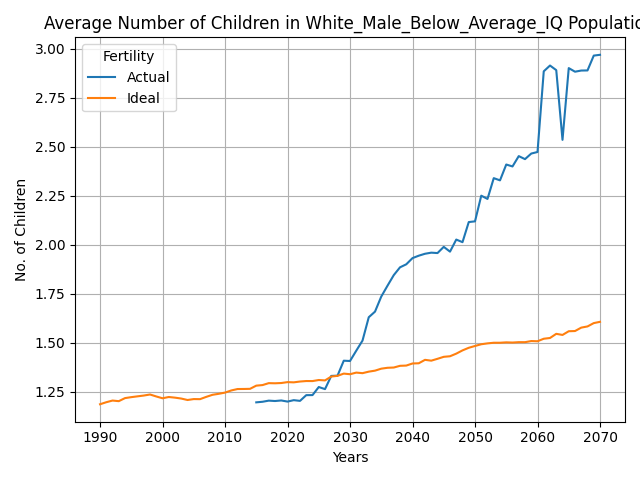 Average Number of Children in White_Male_Below_Average_IQ Populatio
Fertility
Actual
Ideal
3.00
2.75
2.50
2.25
2.00
1.75
1.50
1.25
No. of Children
1990 2000 2010 2020 2030 2040 2050 2060 2070
Years